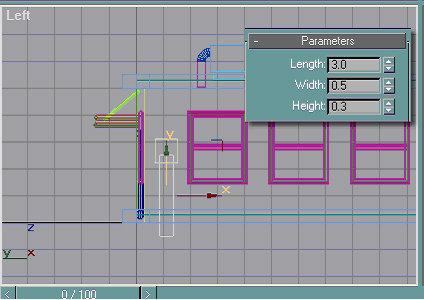 Left
- Parameters
Length: 3.0
Width: 0.5
Height: 0.3
y
x
z
y x
< 0 / 100 >